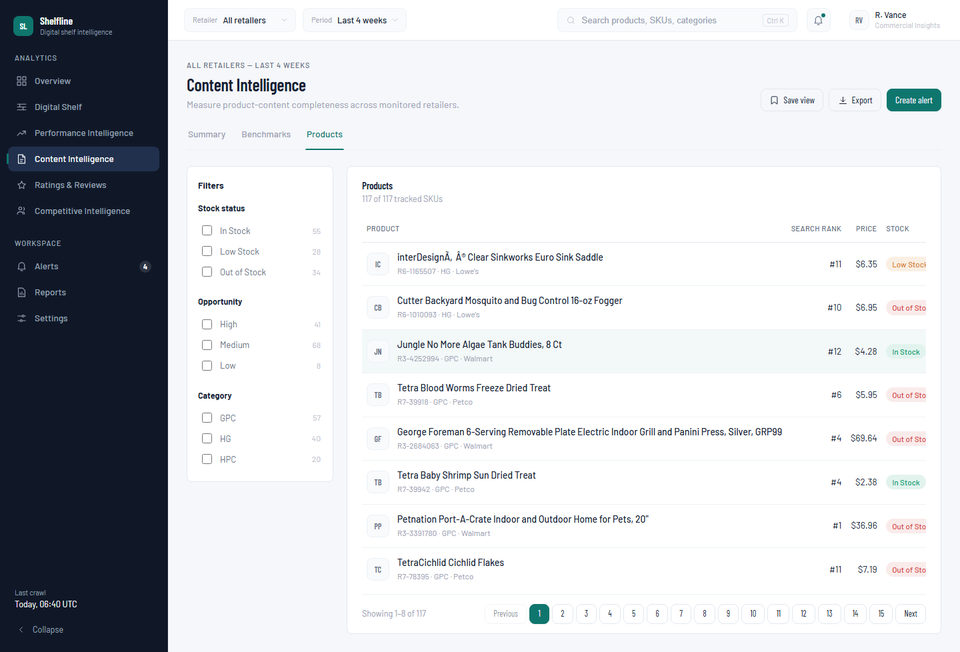 SL
Shelfline
Digital shelf intelligence
ANALYTICS
Overview
Digital Shelf
Performance Intelligence
Content Intelligence
Ratings & Reviews
Competitive Intelligence
WORKSPACE
Alerts 4
Reports
Settings
Last crawl
Today, 06:40 UTC
Collapse
Retailer All retailers
Period Last 4 weeks
Search products, SKUs, categories Ctrl K
RV
R. Vance
Commercial Insights
ALL RETAILERS — LAST 4 WEEKS
Content Intelligence
Measure product-content completeness across monitored retailers.
Save view Export Create alert
Summary Benchmarks Products
Filters
Stock status
In Stock 55
Low Stock 28
Out of Stock 34
Opportunity
High 41
Medium 68
Low 8
Category
GPC 57
HG 40
HPC 20
Products
117 of 117 tracked SKUs
PRODUCT SEARCH RANK PRICE STOCK
IC interDesignÃ‚Â® Clear Sinkworks Euro Sink Saddle #11 $6.35 Low Stock
R6-1165507 · HG · Lowe's
CB Cutter Backyard Mosquito and Bug Control 16-oz Fogger #10 $6.95 Out of Sto
R6-1010093 · HG · Lowe's
JN Jungle No More Algae Tank Buddies, 8 Ct #12 $4.28 In Stock
R3-4252994 · GPC · Walmart
TB Tetra Blood Worms Freeze Dried Treat #6 $5.95 Out of Sto
R7-39918 · GPC · Petco
GF George Foreman 6-Serving Removable Plate Electric Indoor Grill and Panini Press, Silver, GRP99 #4 $69.64 Out of Sto
R3-2684063 · GPC · Walmart
TB Tetra Baby Shrimp Sun Dried Treat #4 $2.38 In Stock
R7-39942 · GPC · Petco
PP Petnation Port-A-Crate Indoor and Outdoor Home for Pets, 20" #1 $36.96 Out of Sto
R3-3391780 · GPC · Walmart
TC TetraCichlid Cichlid Flakes #11 $7.19 Out of Sto
R7-76395 · GPC · Petco
Showing 1–8 of 117 Previous 1 2 3 4 5 6 7 8 9 10 11 12 13 14 15 Next